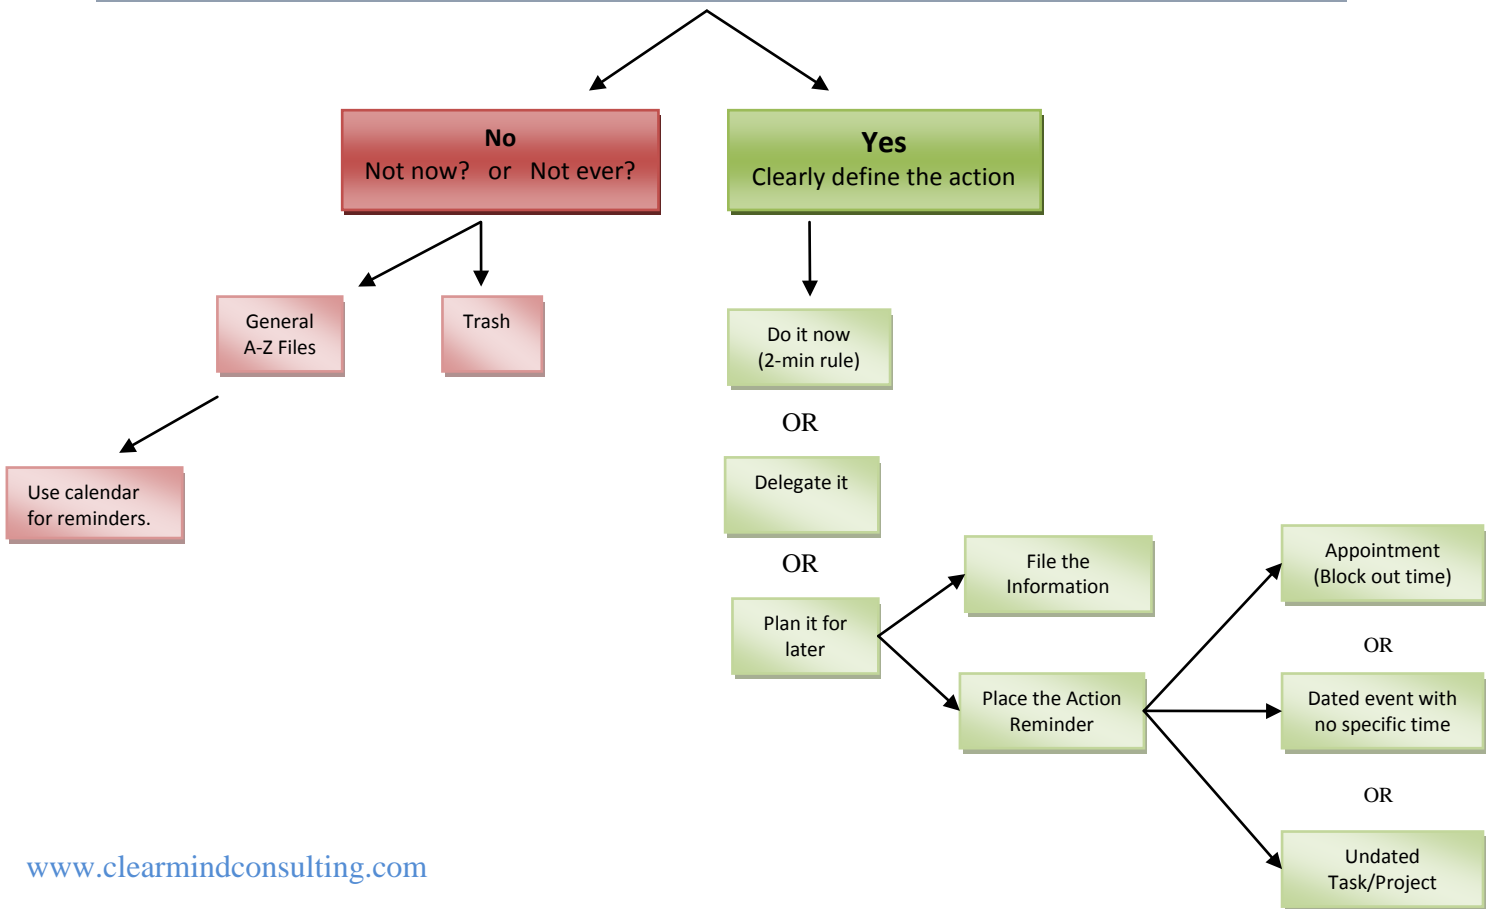 No
Not now?   or   Not ever?
Yes
Clearly define the action
General
A-Z Files
Trash
Use calendar
for reminders.
Do it now
(2-min rule)
OR
Delegate it
OR
Plan it for
later
File the
Information
Place the Action
Reminder
Appointment
(Block out time)
OR
Dated event with
no specific time
OR
Undated
Task/Project
www.clearmindconsulting.com